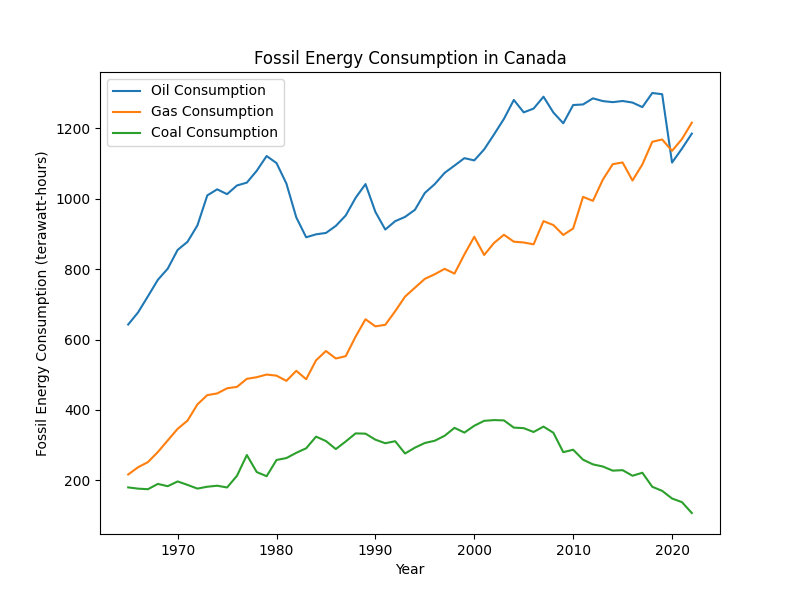 Fossil Energy Consumption in Canada
Oil Consumption
Gas Consumption
Coal Consumption
Fossil Energy Consumption (terawatt-hours)
1200
1000
800
600
400
200
1970 1980 1990 2000 2010 2020
Year